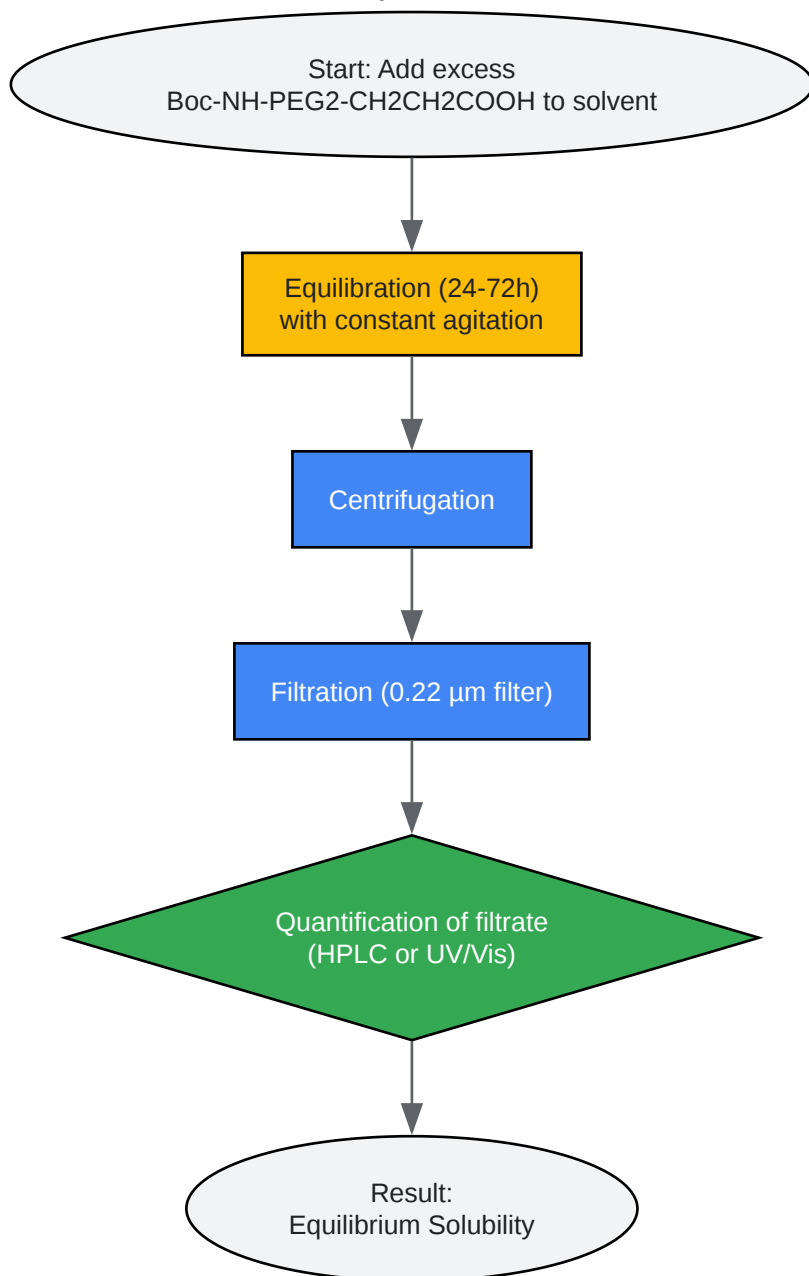 Start: Add excess
Boc-NH-PEG2-CH2CH2COOH to solvent
Equilibration (24-72h)
with constant agitation
Centrifugation
Filtration (0.22 µm filter)
Quantification of filtrate
(HPLC or UV/Vis)
Result:
Equilibrium Solubility